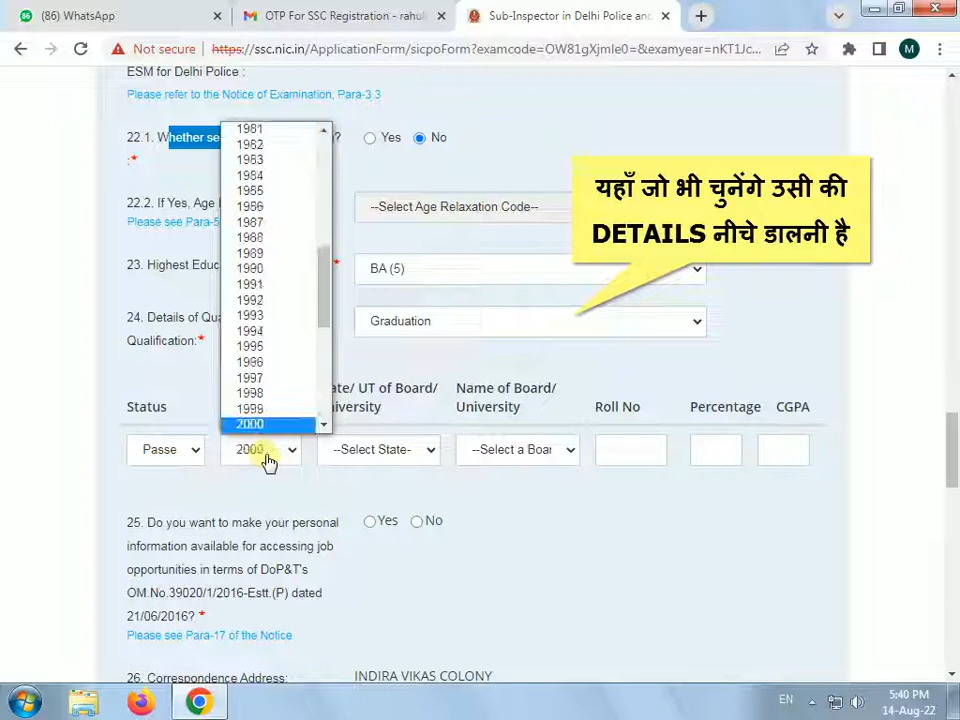 (86) WhatsApp
OTP For SSC Registration - rahul
Sub-Inspector in Delhi Police and
Not secure
https://ssc.nic.in/ApplicationForm/sicpoForm?examcode=OW81gXjmIe0=&examyear=nKT1Jc...
M
ESM for Delhi Police :
Please refer to the Notice of Examination, Para-3.3
22.1. Whether se
?
:*
Yes
No
1981
1982
1983
1984
1985
1986
1987
1988
1989
1990
1991
1992
1993
1994
1995
1996
1997
1998
1999
2000
यहाँ जो भी चुनेंगे उसी की
DETAILS नीचे डालनी है
22.2. If Yes, Age
Please see Para-5
--Select Age Relaxation Code--
23. Highest Educ
*
BA (5)
24. Details of Qua
Qualification:*
Graduation
Status
ate/ UT of Board/
iversity
Name of Board/
University
Roll No
Percentage
CGPA
Passe
2000
--Select State-
--Select a Boar
25. Do you want to make your personal
information available for accessing job
opportunities in terms of DoP&T's
OM.No.39020/1/2016-Estt.(P) dated
21/06/2016? *
Please see Para-17 of the Notice
Yes
No
26. Correspondence Address:
INDIRA VIKAS COLONY
EN
5:40 PM
14-Aug-22